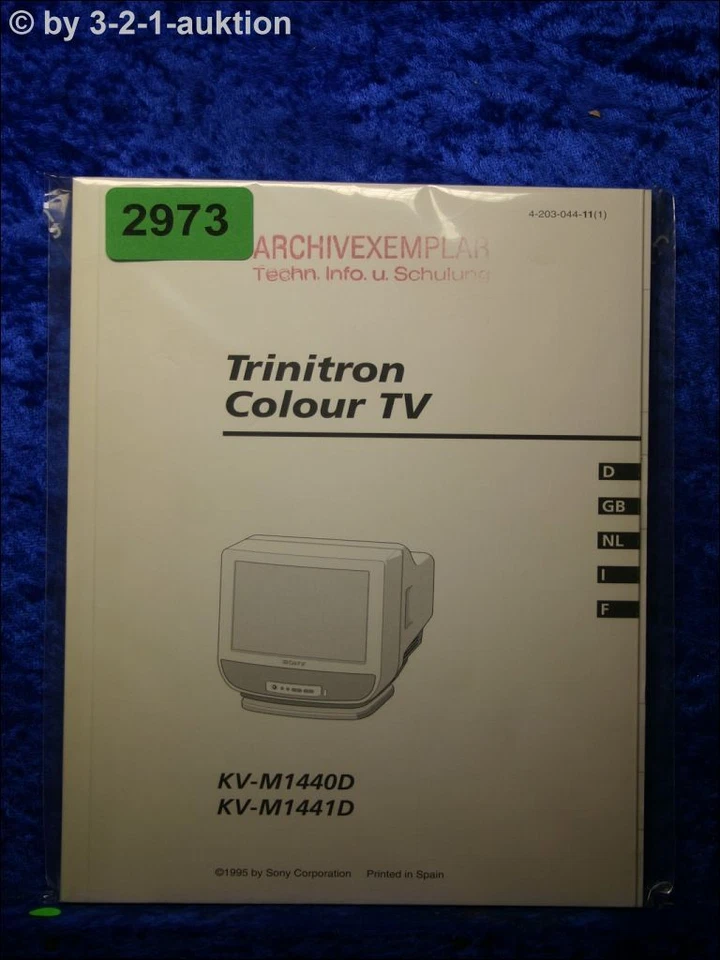 © by 3-2-1-auktion
2973
4-203-044-11(1)
ARCHIVEXEMPLAR
Techn. Info. u. Schulung
Trinitron
Colour TV
D
GB
NL
I
F
SONY
KV-M1440D
KV-M1441D
©1995 by Sony Corporation Printed in Spain